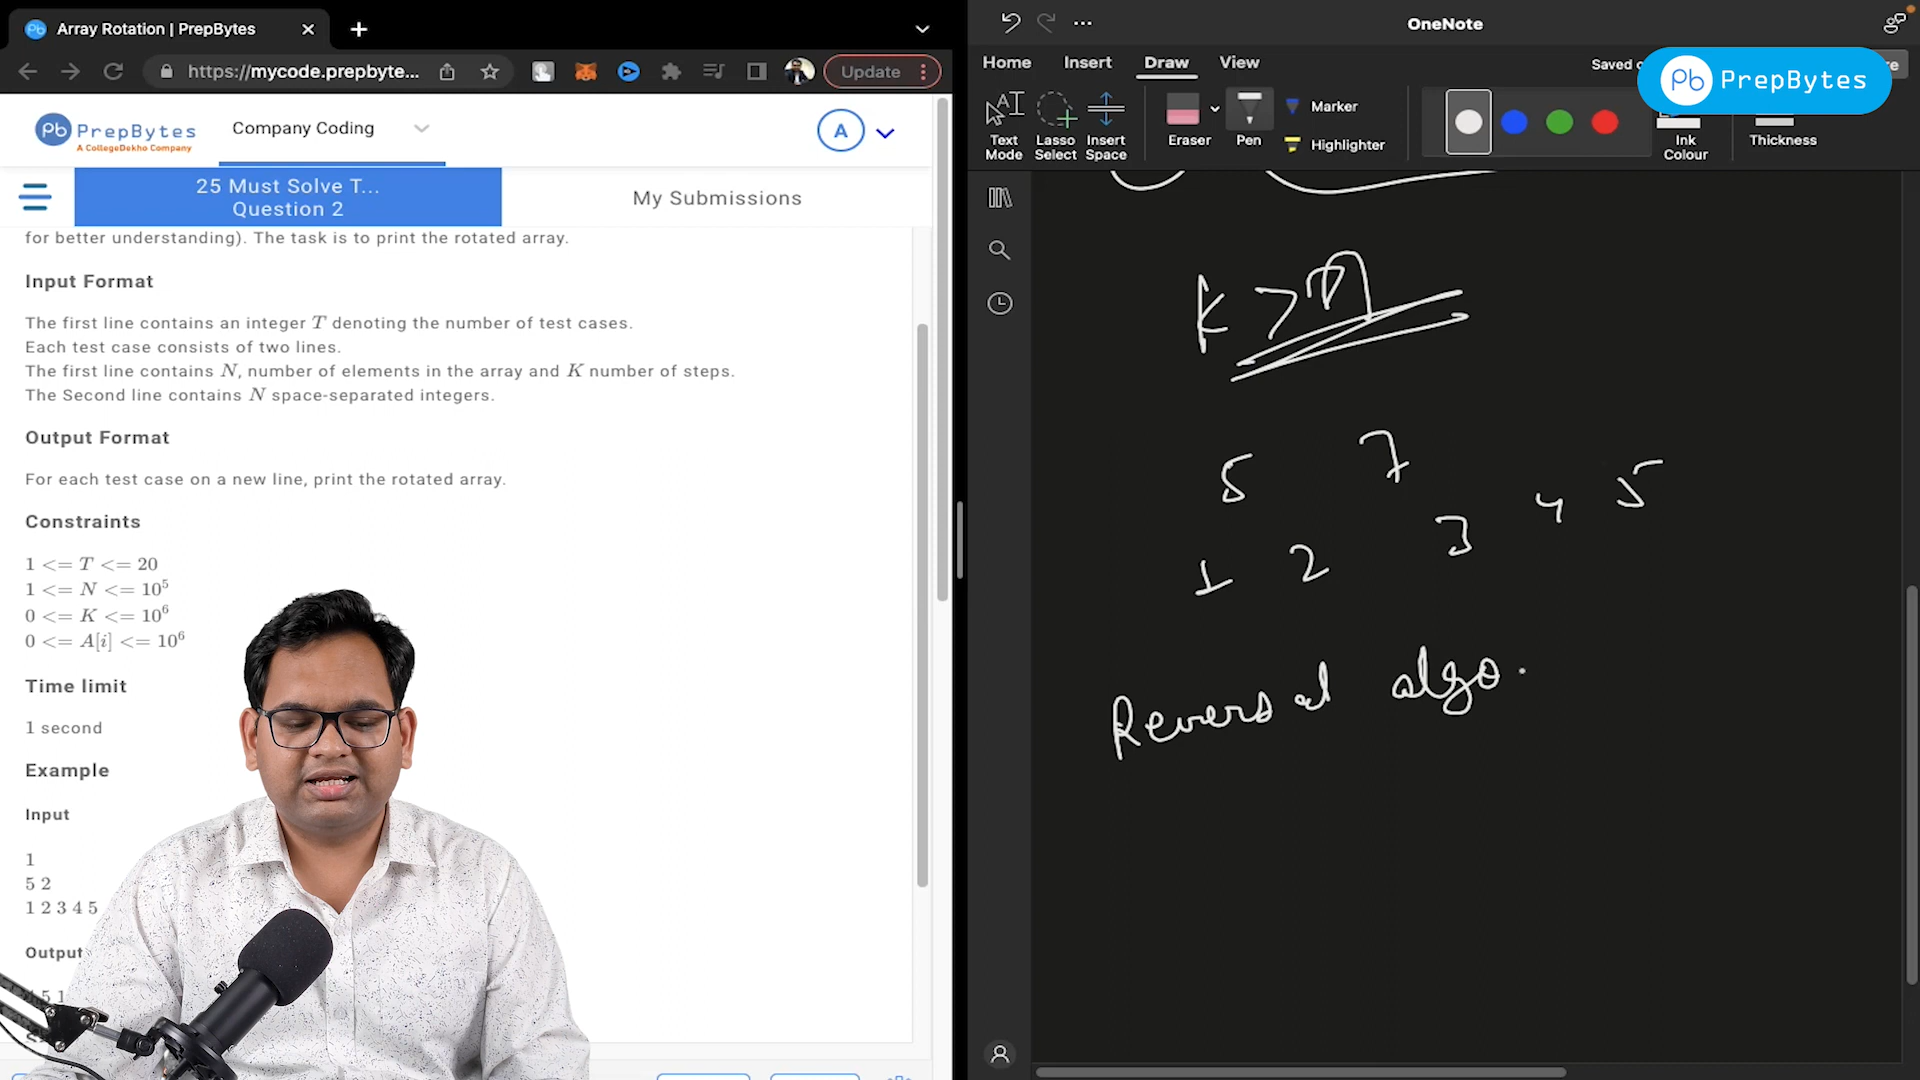 Array Rotation | PrepBytes
https://mycode.prepbyte...
Update
PrepBytes
A CollegeDekho Company
Company Coding
A
25 Must Solve T...
Question 2
My Submissions
for better understanding). The task is to print the rotated array.
Input Format
The first line contains an integer T denoting the number of test cases.
Each test case consists of two lines.
The first line contains N, number of elements in the array and K number of steps.
The Second line contains N space-separated integers.
Output Format
For each test case on a new line, print the rotated array.
Constraints
1 <= T <= 20
1 <= N <= 10^5
0 <= K <= 10^6
0 <= A[i] <= 10^6
Time limit
1 second
Example
Input
1
5 2
1 2 3 4 5
Output
5 1
OneNote
Home Insert Draw View
Saved
PrepBytes
Text Mode
Lasso Select
Insert Space
Eraser
Pen
Marker
Highlighter
Ink Colour
Thickness
K > n
5 7
1 2 3 4 5
Reversal algo.